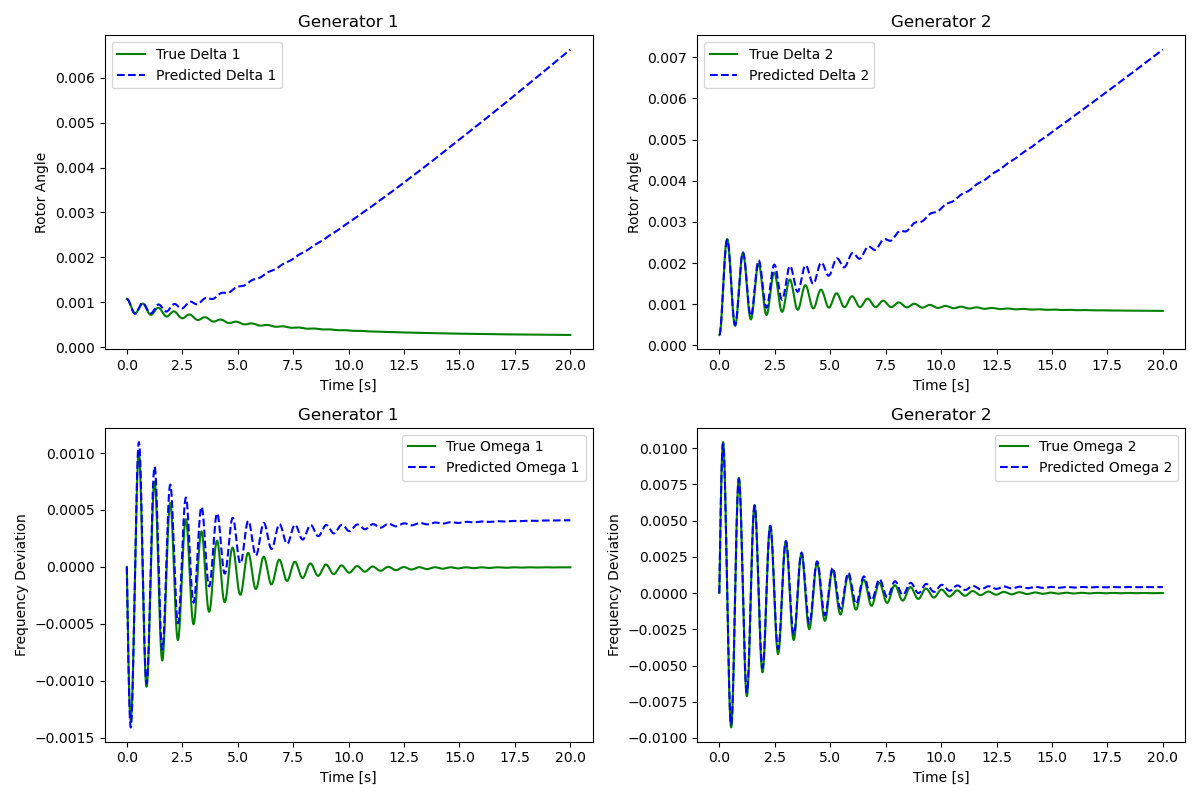 Generator 1
True Delta 1
Predicted Delta 1
Rotor Angle
0.006
0.005
0.004
0.003
0.002
0.001
0.000
0.0 2.5 5.0 7.5 10.0 12.5 15.0 17.5 20.0
Time [s]
Generator 2
True Delta 2
Predicted Delta 2
Rotor Angle
0.007
0.006
0.005
0.004
0.003
0.002
0.001
0.000
0.0 2.5 5.0 7.5 10.0 12.5 15.0 17.5 20.0
Time [s]
Generator 1
True Omega 1
Predicted Omega 1
Frequency Deviation
0.0010
0.0005
0.0000
−0.0005
−0.0010
−0.0015
0.0 2.5 5.0 7.5 10.0 12.5 15.0 17.5 20.0
Time [s]
Generator 2
True Omega 2
Predicted Omega 2
Frequency Deviation
0.0100
0.0075
0.0050
0.0025
0.0000
−0.0025
−0.0050
−0.0075
−0.0100
0.0 2.5 5.0 7.5 10.0 12.5 15.0 17.5 20.0
Time [s]